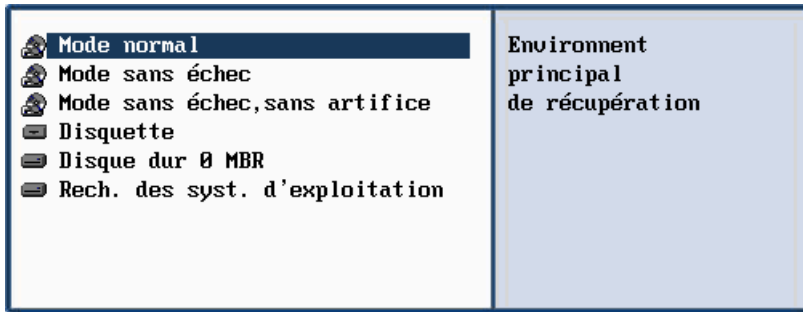 Mode normal
Mode sans échec
Mode sans échec,sans artifice
Disquette
Disque dur 0 MBR
Rech. des syst. d'exploitation
Environnent
principal
de récupération